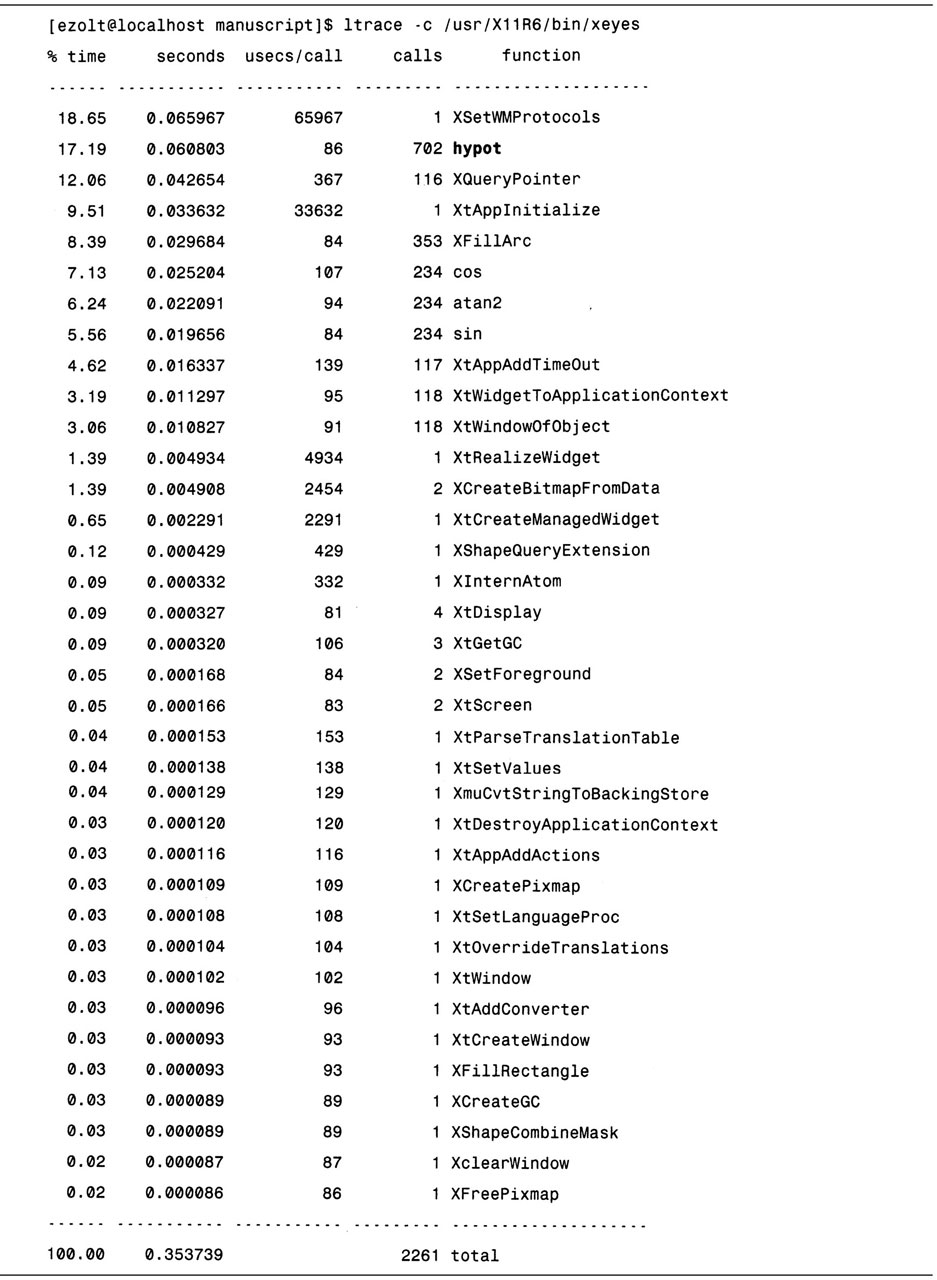 [ezolt@localhost manuscript]$ ltrace -c /usr/X11R6/bin/xeyes
% time seconds usecs/call calls function
------ ----------- ----------- --------- --------------------
18.65 0.065967 65967 1 XSetWMProtocols
17.19 0.060803 86 702 hypot
12.06 0.042654 367 116 XQueryPointer
9.51 0.033632 33632 1 XtAppInitialize
8.39 0.029684 84 353 XFillArc
7.13 0.025204 107 234 cos
6.24 0.022091 94 234 atan2
5.56 0.019656 84 234 sin
4.62 0.016337 139 117 XtAppAddTimeOut
3.19 0.011297 95 118 XtWidgetToApplicationContext
3.06 0.010827 91 118 XtWindowOfObject
1.39 0.004934 4934 1 XtRealizeWidget
1.39 0.004908 2454 2 XCreateBitmapFromData
0.65 0.002291 2291 1 XtCreateManagedWidget
0.12 0.000429 429 1 XShapeQueryExtension
0.09 0.000332 332 1 XInternAtom
0.09 0.000327 81 4 XtDisplay
0.09 0.000320 106 3 XtGetGC
0.05 0.000168 84 2 XSetForeground
0.05 0.000166 83 2 XtScreen
0.04 0.000153 153 1 XtParseTranslationTable
0.04 0.000138 138 1 XtSetValues
0.04 0.000129 129 1 XmuCvtStringToBackingStore
0.03 0.000120 120 1 XtDestroyApplicationContext
0.03 0.000116 116 1 XtAppAddActions
0.03 0.000109 109 1 XCreatePixmap
0.03 0.000108 108 1 XtSetLanguageProc
0.03 0.000104 104 1 XtOverrideTranslations
0.03 0.000102 102 1 XtWindow
0.03 0.000096 96 1 XtAddConverter
0.03 0.000093 93 1 XtCreateWindow
0.03 0.000093 93 1 XFillRectangle
0.03 0.000089 89 1 XCreateGC
0.03 0.000089 89 1 XShapeCombineMask
0.02 0.000087 87 1 XclearWindow
0.02 0.000086 86 1 XFreePixmap
------ ----------- ----------- --------- --------------------
100.00 0.353739 2261 total